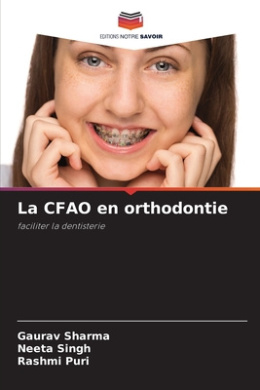 EDITIONS NOTRE SAVOIR
La CFAO en orthodontie
faciliter la dentisterie
Gaurav Sharma
Neeta Singh
Rashmi Puri